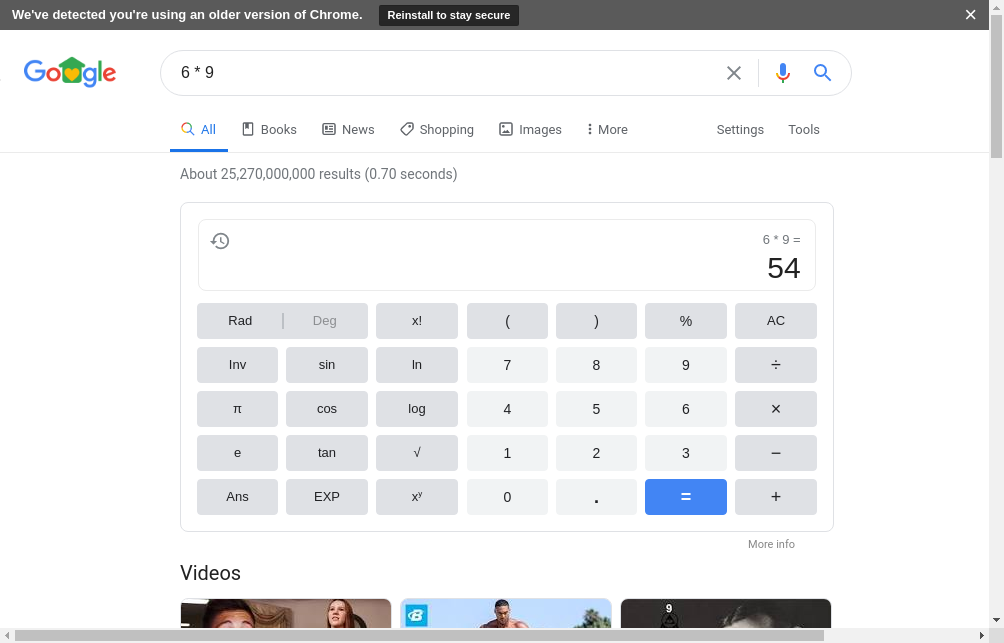 We've detected you're using an older version of Chrome. Reinstall to stay secure ×
Google 6 * 9
All Books News Shopping Images More Settings Tools
About 25,270,000,000 results (0.70 seconds)
6 * 9 =
54
Rad | Deg x! ( ) % AC
Inv sin ln 7 8 9 ÷
π cos log 4 5 6 ×
e tan √ 1 2 3 −
Ans EXP xʸ 0 . = +
More info
Videos
B 9